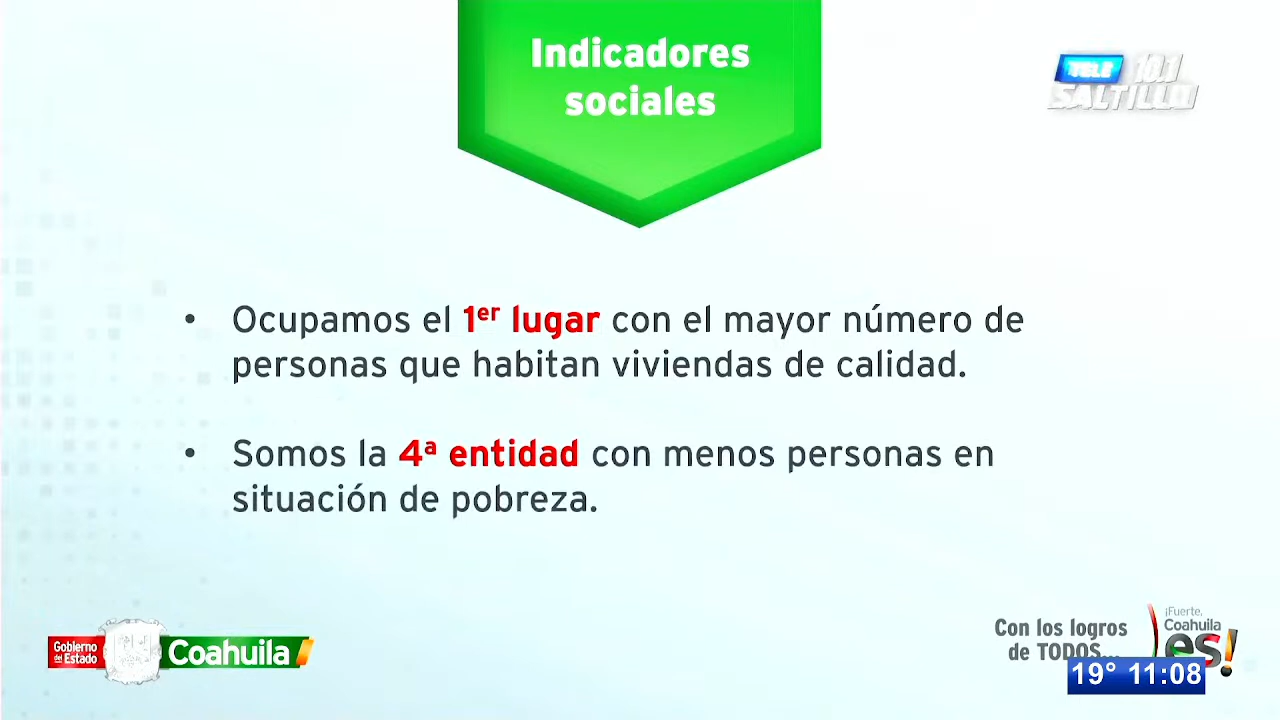 Indicadores
sociales
TELE 10.1
SALTILLO
• Ocupamos el 1er lugar con el mayor número de
personas que habitan viviendas de calidad.
• Somos la 4ª entidad con menos personas en
situación de pobreza.
Gobierno
del Estado
Coahuila
Con los logros
de TODOS...
¡Fuerte,
Coahuila
es!
19° 11:08